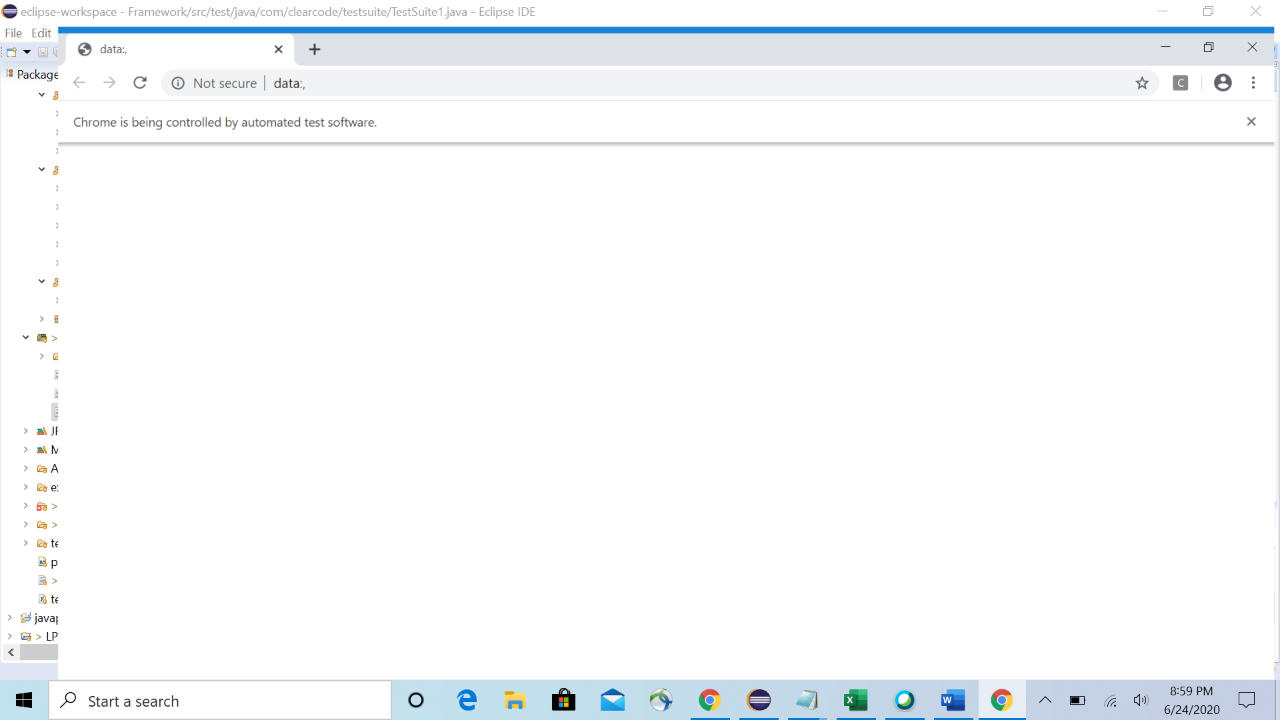 eclipse-workspace - Framework/src/test/java/com/clearcode/testsuite/TestSuite1.java - Eclipse IDE
File Edit
data:,
Package
Not secure data:,
C
Chrome is being controlled by automated test software.
>
JF
M
A
ex
>
>
te
p
>
te
javap
> LP
Start a search
8:59 PM
6/24/2020